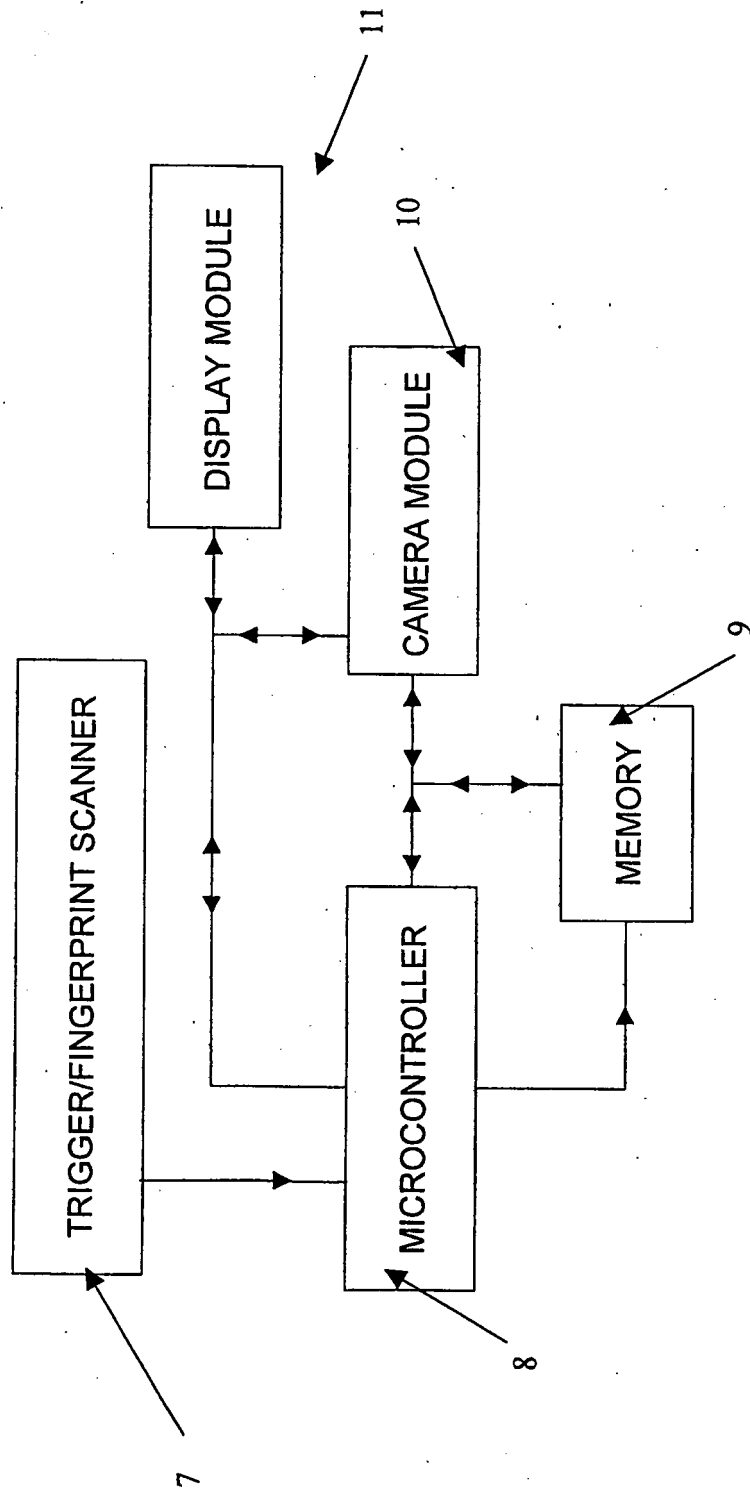 TRIGGER/FINGERPRINT SCANNER
7
DISPLAY MODULE
11
MICROCONTROLLER
8
CAMERA MODULE
10
MEMORY
9